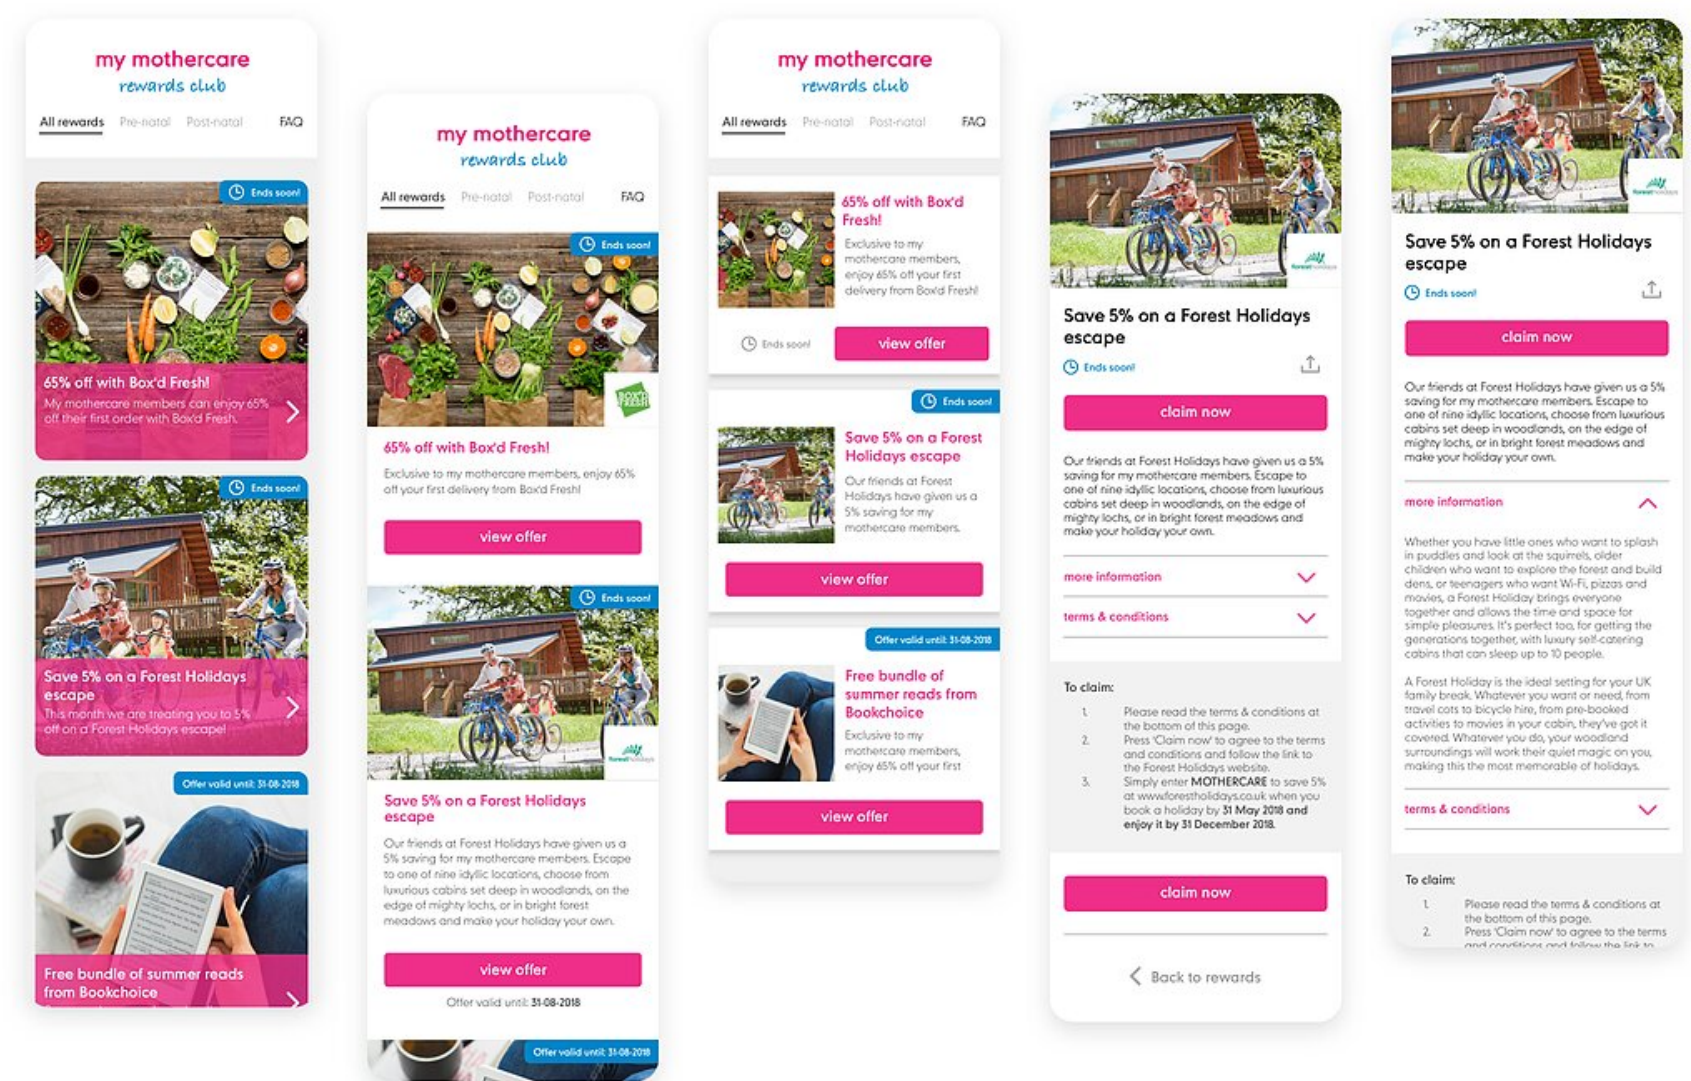 my mothercare
rewards club
All rewards Pre-natal Post-natal FAQ
Ends soon!
65% off with Box'd Fresh!
My mothercare members can enjoy 65%
off their first order with Box'd Fresh.
Ends soon!
Save 5% on a Forest Holidays
escape
This month we are treating you to 5%
off on a Forest Holidays escape!
Offer valid until: 31-08-2018
Free bundle of summer reads
from Bookchoice
my mothercare
rewards club
All rewards Pre-natal Post-natal FAQ
Ends soon!
BOX'D
FRESH
65% off with Box'd Fresh!
Exclusive to my mothercare members, enjoy 65%
off your first delivery from Box'd Fresh!
view offer
Ends soon!
forestholidays
Save 5% on a Forest Holidays
escape
Our friends at Forest Holidays have given us a
5% saving for my mothercare members. Escape
to one of nine idyllic locations, choose from
luxurious cabins set deep in woodlands, on the
edge of mighty lochs, or in bright forest
meadows and make your holiday your own.
view offer
Offer valid until: 31-08-2018
Offer valid until: 31-08-2018
my mothercare
rewards club
All rewards Pre-natal Post-natal FAQ
65% off with Box'd
Fresh!
Exclusive to my
mothercare members,
enjoy 65% off your first
delivery from Box'd Fresh!
Ends soon!
view offer
Ends soon!
Save 5% on a Forest
Holidays escape
Our friends at Forest
Holidays have given us a
5% saving for my
mothercare members.
view offer
Offer valid until: 31-08-2018
Free bundle of
summer reads from
Bookchoice
Exclusive to my
mothercare members,
enjoy 65% off your first
view offer
forestholidays
Save 5% on a Forest Holidays
escape
Ends soon!
claim now
Our friends at Forest Holidays have given us a 5%
saving for my mothercare members. Escape to
one of nine idyllic locations, choose from luxurious
cabins set deep in woodlands, on the edge of
mighty lochs, or in bright forest meadows and
make your holiday your own.
more information
terms & conditions
To claim:
1. Please read the terms & conditions at
the bottom of this page.
2. Press 'Claim now' to agree to the terms
and conditions and follow the link to
the Forest Holidays website.
3. Simply enter MOTHERCARE to save 5%
at www.forestholidays.co.uk when you
book a holiday by 31 May 2018 and
enjoy it by 31 December 2018.
claim now
Back to rewards
forestholidays
Save 5% on a Forest Holidays
escape
Ends soon!
claim now
Our friends at Forest Holidays have given us a 5%
saving for my mothercare members. Escape to
one of nine idyllic locations, choose from luxurious
cabins set deep in woodlands, on the edge of
mighty lochs, or in bright forest meadows and
make your holiday your own.
more information
Whether you have little ones who want to splash
in puddles and look at the squirrels, older
children who want to explore the forest and build
dens, or teenagers who want Wi-Fi, pizzas and
movies, a Forest Holiday brings everyone
together and allows the time and space for
simple pleasures. It's perfect too, for getting the
generations together, with luxury self-catering
cabins that can sleep up to 10 people.
A Forest Holiday is the ideal setting for your UK
family break. Whatever you want or need, from
travel cots to bicycle hire, from pre-booked
activities to movies in your cabin, they've got it
covered. Whatever you do, your woodland
surroundings will work their quiet magic on you,
making this the most memorable of holidays.
terms & conditions
To claim:
1. Please read the terms & conditions at
the bottom of this page.
2. Press 'Claim now' to agree to the terms
and conditions and follow the link to